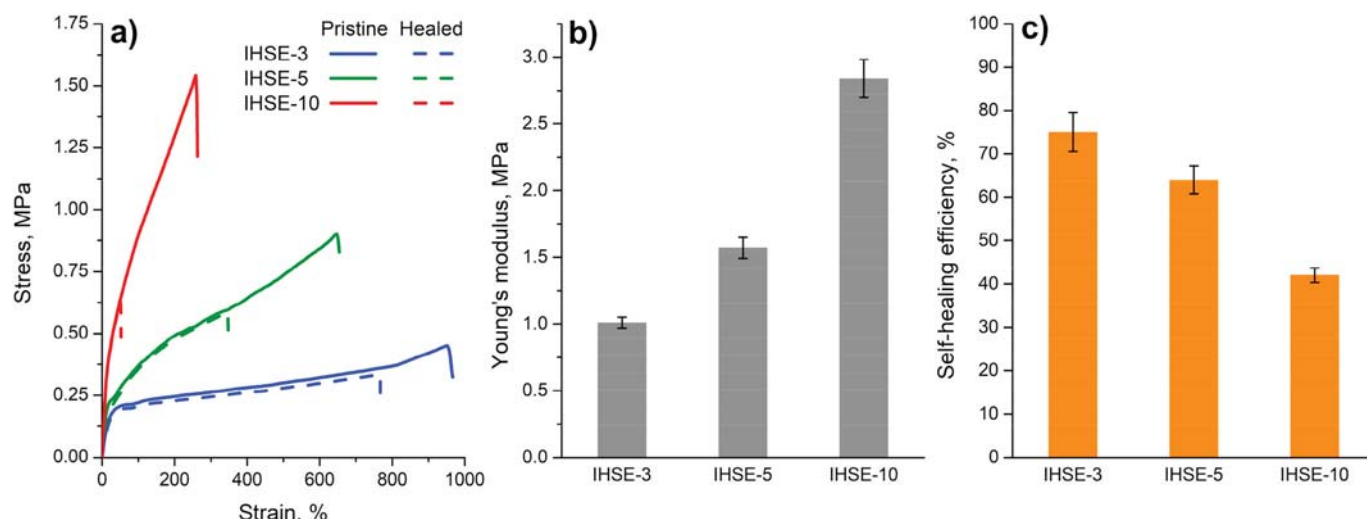 a)
Pristine Healed
IHSE-3
IHSE-5
IHSE-10
Stress, MPa
1.75
1.50
1.25
1.00
0.75
0.50
0.25
0.00
0 200 400 600 800 1000
Strain, %
b)
Young's modulus, MPa
3.0
2.5
2.0
1.5
1.0
0.5
0.0
IHSE-3 IHSE-5 IHSE-10
c)
Self-healing efficiency, %
100
90
80
70
60
50
40
30
20
10
0
IHSE-3 IHSE-5 IHSE-10